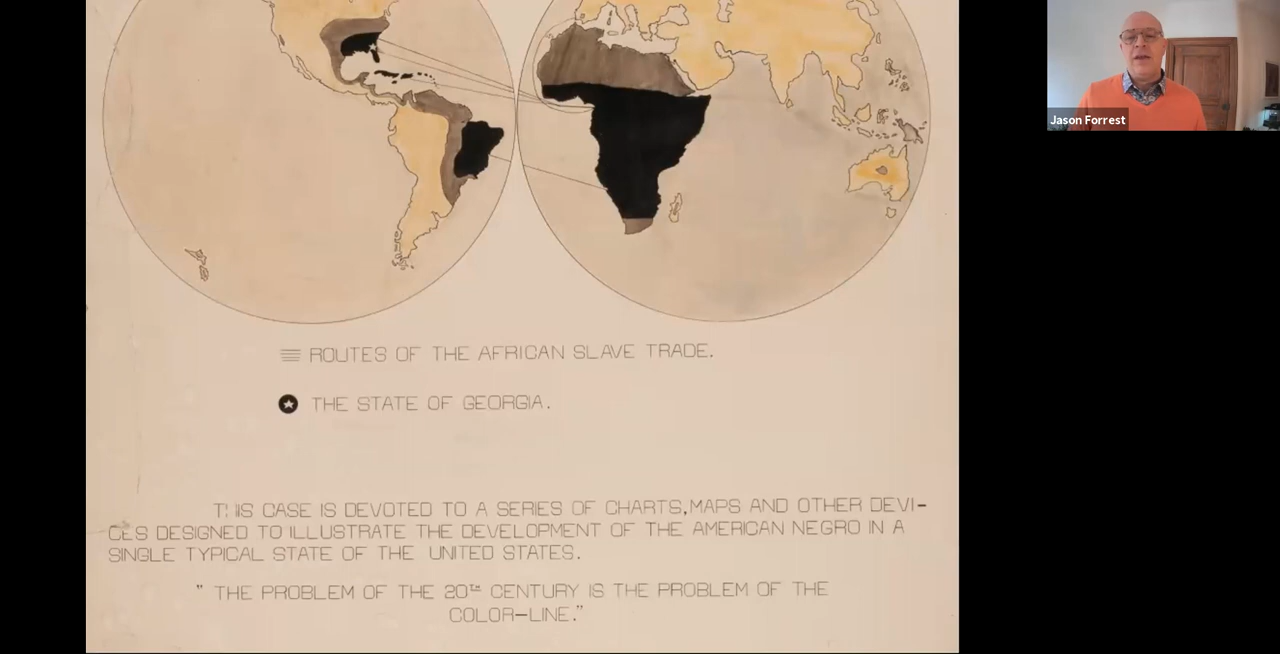 Jason Forrest
ROUTES OF THE AFRICAN SLAVE TRADE.
THE STATE OF GEORGIA.
THIS CASE IS DEVOTED TO A SERIES OF CHARTS, MAPS AND OTHER DEVI-
CES DESIGNED TO ILLUSTRATE THE DEVELOPMENT OF THE AMERICAN NEGRO IN A
SINGLE TYPICAL STATE OF THE UNITED STATES.
" THE PROBLEM OF THE 20TH CENTURY IS THE PROBLEM OF THE
COLOR-LINE."